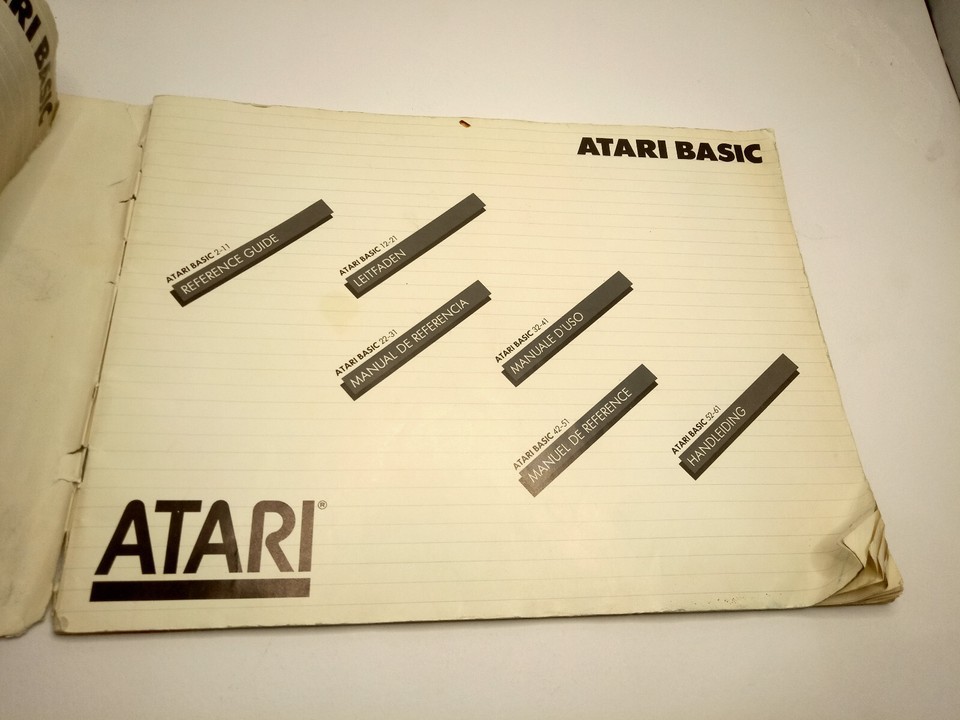 ARI BASIC
ATARI BASIC
ATARI BASIC 2-11
REFERENCE GUIDE
ATARI BASIC 12-21
LEITFADEN
ATARI BASIC 22-31
MANUAL DE REFERENCIA
ATARI BASIC 32-41
MANUALE D'USO
ATARI BASIC 42-51
MANUEL DE REFERENCE
ATARI BASIC 52-61
HANDLEIDING
ATARI®